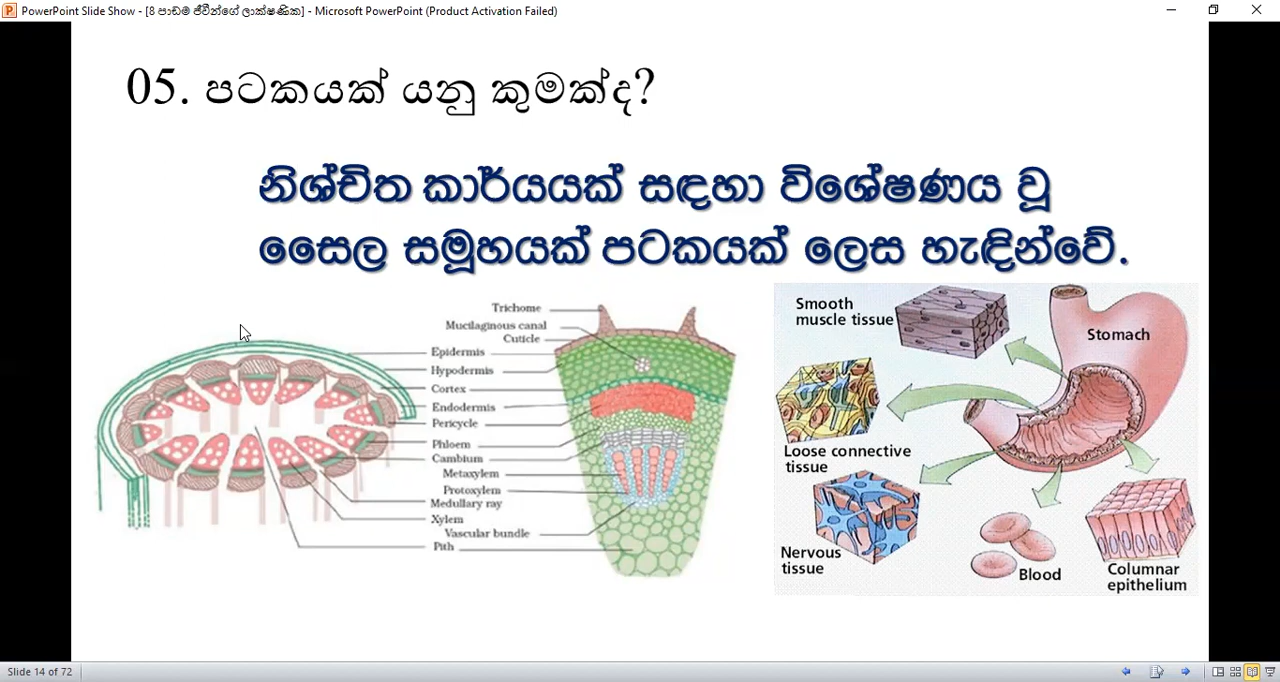 PowerPoint Slide Show - [8 පාඩම ජීවීන්ගේ ලාක්ෂණික] - Microsoft PowerPoint (Product Activation Failed)
05. පටකයක් යනු කුමක්ද?
නිශ්චිත කාර්යයක් සඳහා විශේෂණය වූ
සෛල සමූහයක් පටකයක් ලෙස හැඳින්වේ.
Trichome
Mucilaginous canal
Cuticle
Epidermis
Hypodermis
Cortex
Endodermis
Pericycle
Phloem
Cambium
Metaxylem
Protoxylem
Medullary ray
Xylem
Vascular bundle
Pith
Smooth
muscle tissue
Stomach
Loose connective
tissue
Nervous
tissue
Blood
Columnar
epithelium
Slide 14 of 72